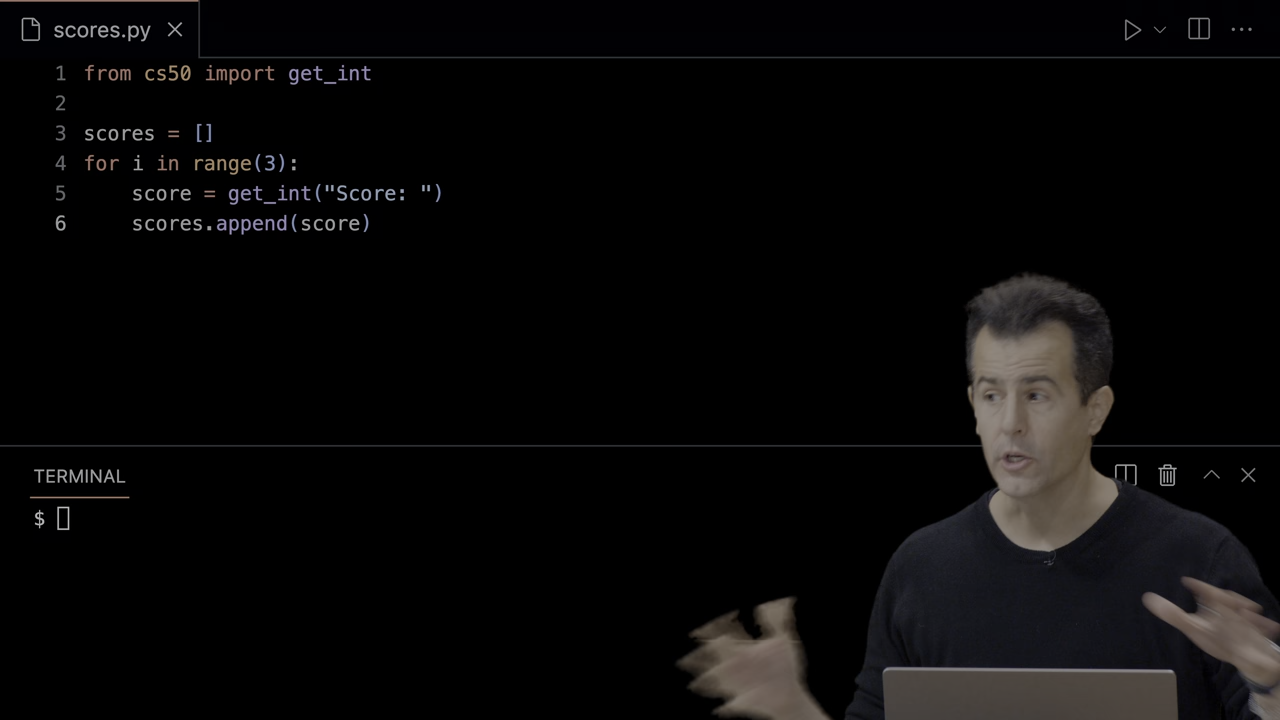 scores.py
1 from cs50 import get_int
2
3 scores = []
4 for i in range(3):
5     score = get_int("Score: ")
6     scores.append(score)
TERMINAL
$